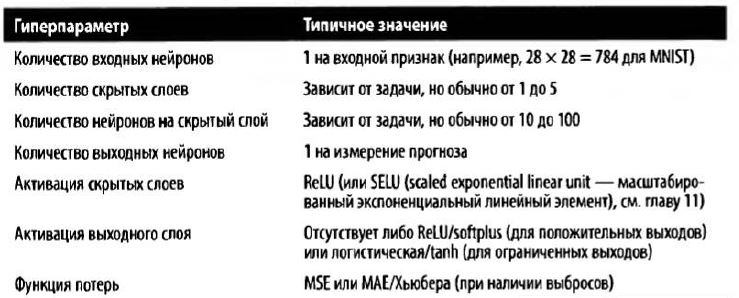 Гиперпараметр Типичное значение
Количество входных нейронов 1 на входной признак (например, 28 × 28 = 784 для MNIST)
Количество скрытых слоев Зависит от задачи, но обычно от 1 до 5
Количество нейронов на скрытый слой Зависит от задачи, но обычно от 10 до 100
Количество выходных нейронов 1 на измерение прогноза
Активация скрытых слоев ReLU (или SELU (scaled exponential linear unit — масштабиро-
ванный экспоненциальный линейный элемент), см. главу 11)
Активация выходного слоя Отсутствует либо ReLU/softplus (для положительных выходов)
или логистическая/tanh (для ограниченных выходов)
Функция потерь MSE или MAE/Хьюбера (при наличии выбросов)